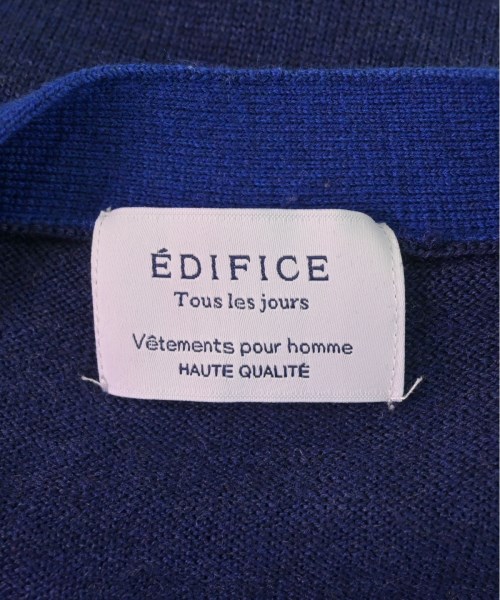 ÉDIFICE
Tous les jours
Vêtements pour homme
HAUTE QUALITÉ